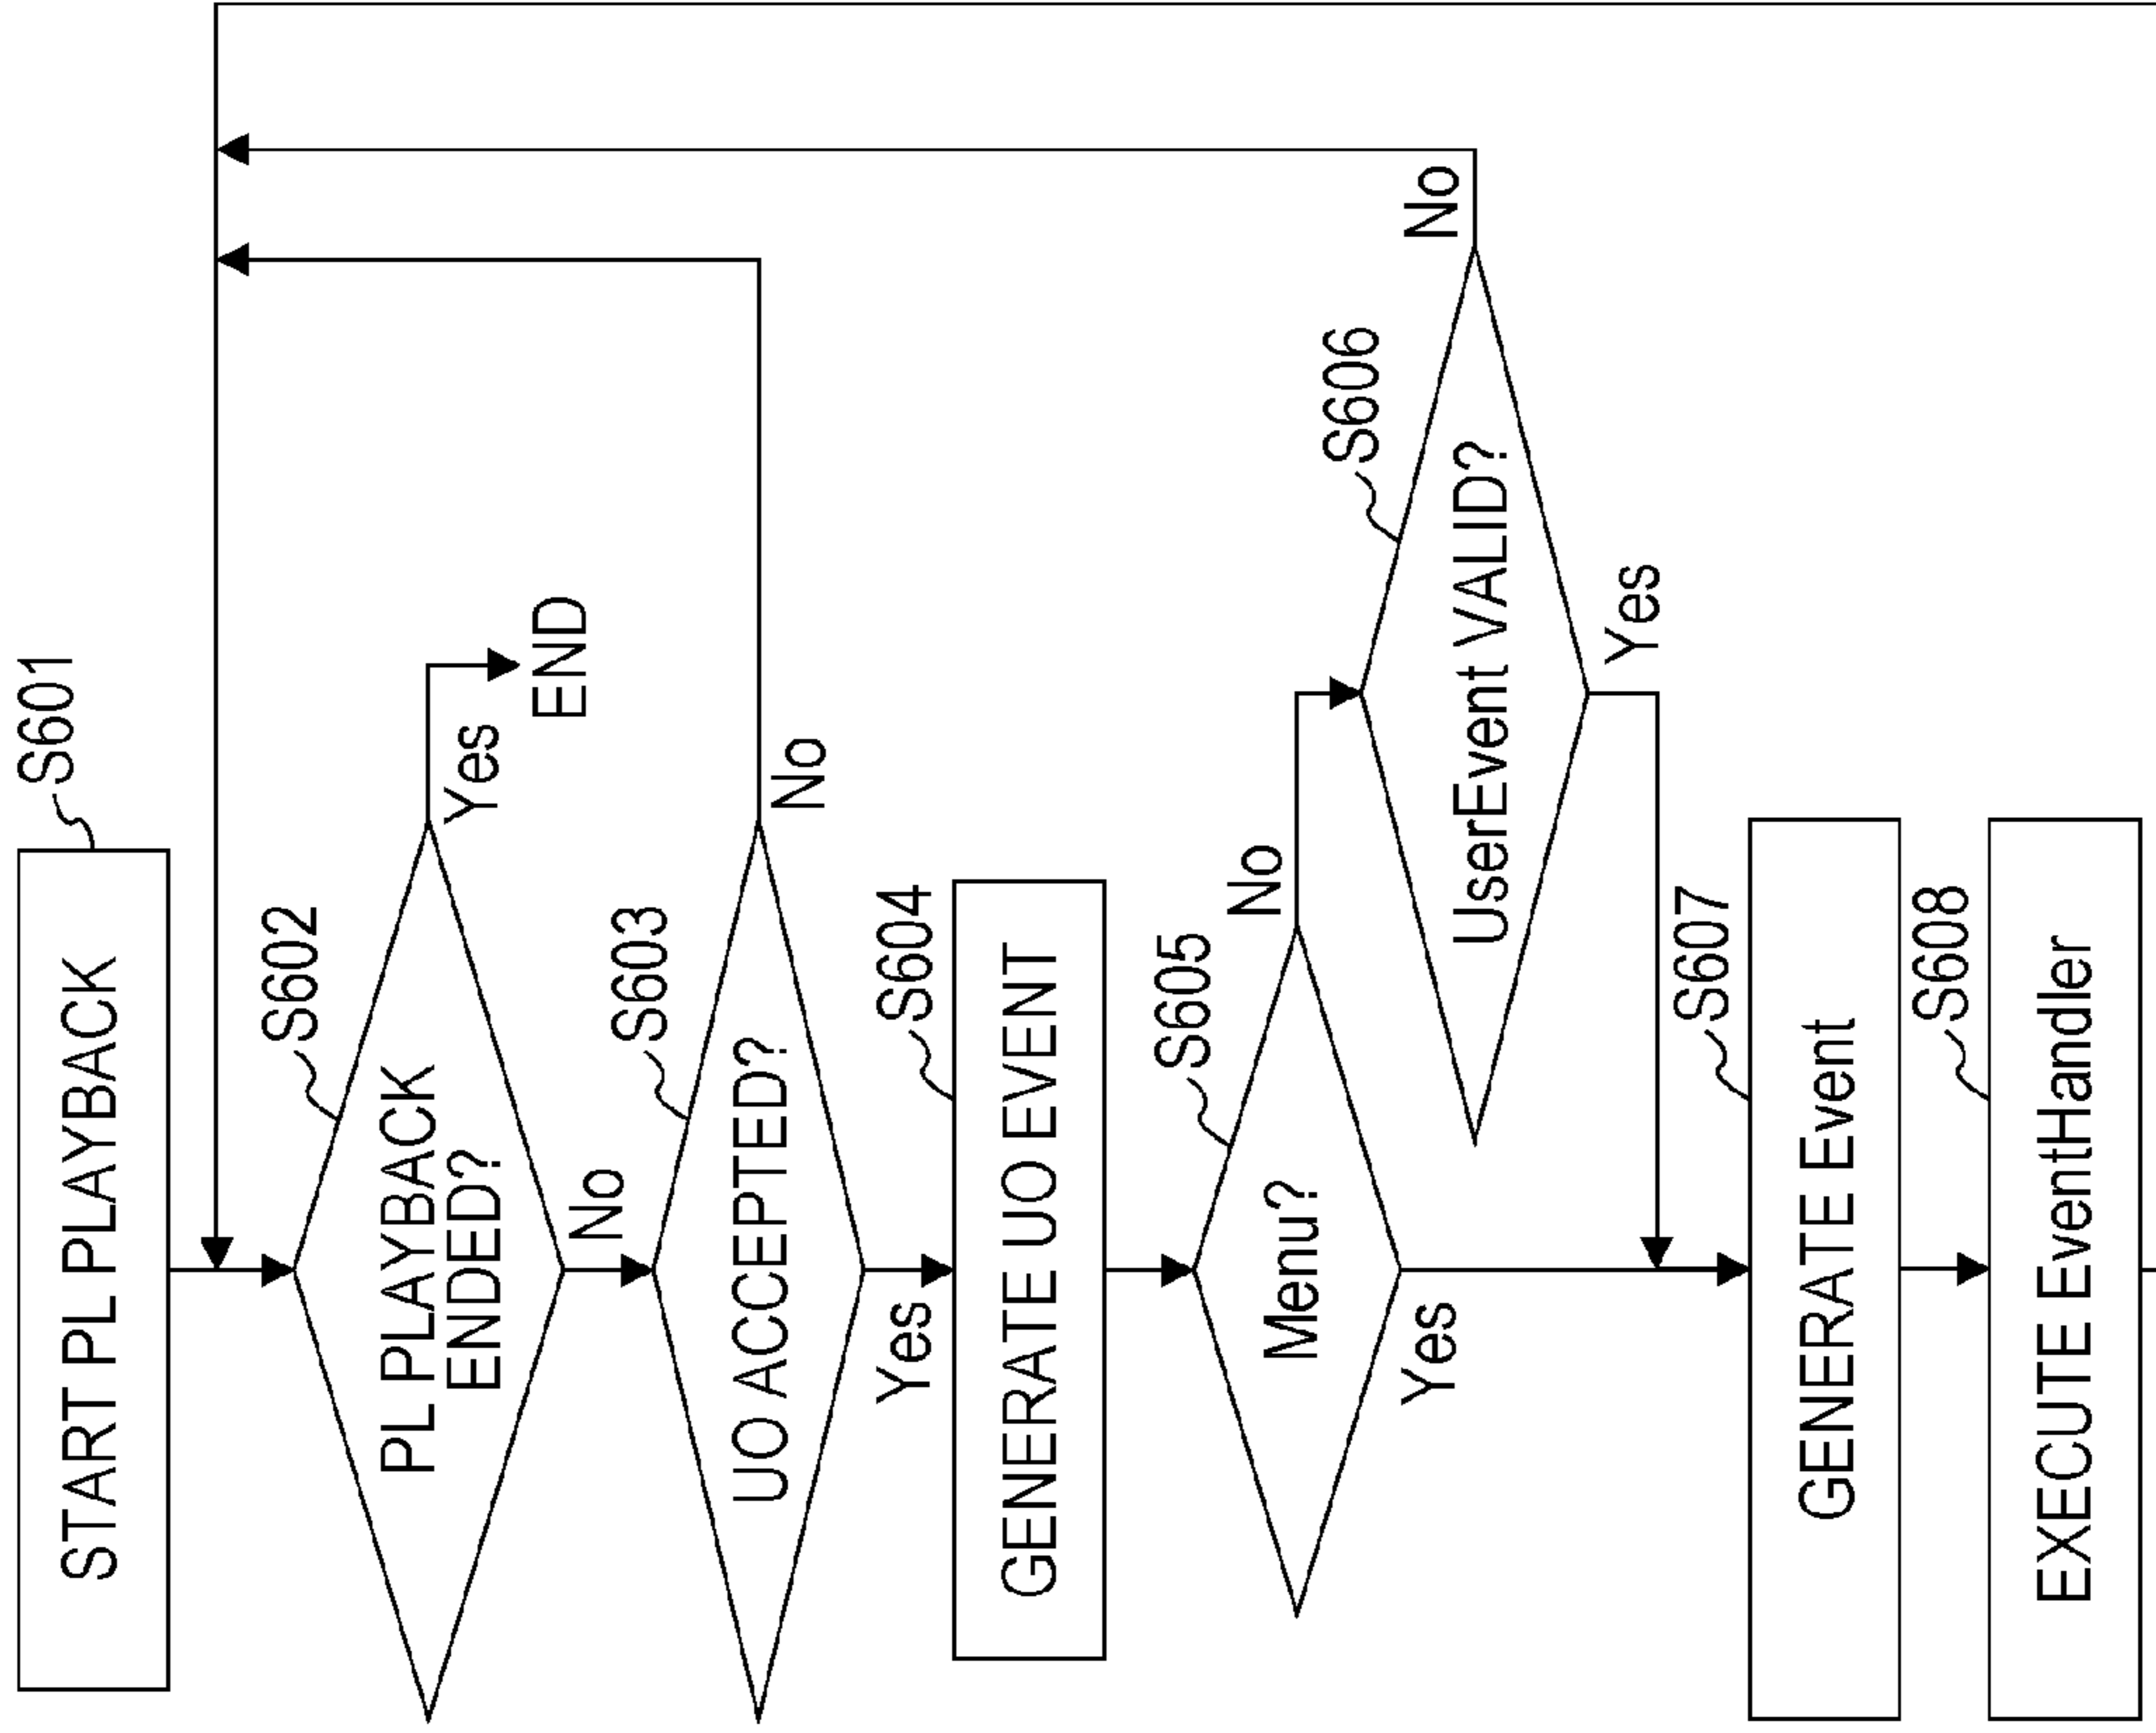 START PL PLAYBACK
S601
PL PLAYBACK
ENDED?
S602
Yes
END
No
UO ACCEPTED?
S603
No
Yes
GENERATE UO EVENT
S604
Menu?
S605
No
Yes
UserEvent VALID?
S606
No
Yes
GENERATE Event
S607
EXECUTE EventHandler
S608